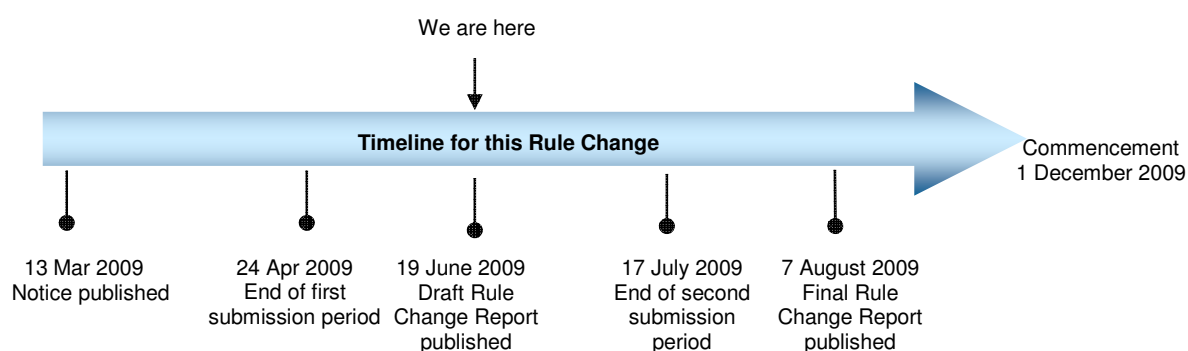 We are here
Timeline for this Rule Change
Commencement
1 December 2009
13 Mar 2009
Notice published
24 Apr 2009
End of first
submission period
19 June 2009
Draft Rule
Change Report
published
17 July 2009
End of second
submission
period
7 August 2009
Final Rule
Change Report
published